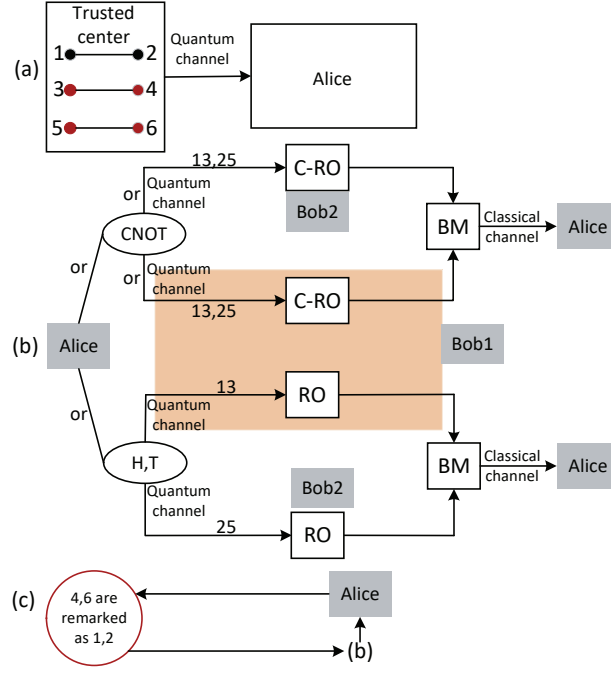 Trusted
center
1 2
3 4
5 6
(a)
Quantum
channel
Alice
(b)
Alice
or
or
CNOT
or
or
13,25
Quantum
channel
C-RO
Bob2
Quantum
channel
13,25
C-RO
Bob1
BM
Classical
channel
Alice
H,T
13
Quantum
channel
RO
Quantum
channel
25
Bob2
RO
BM
Classical
channel
Alice
(c)
4,6 are
remarked
as 1,2
Alice
(b)